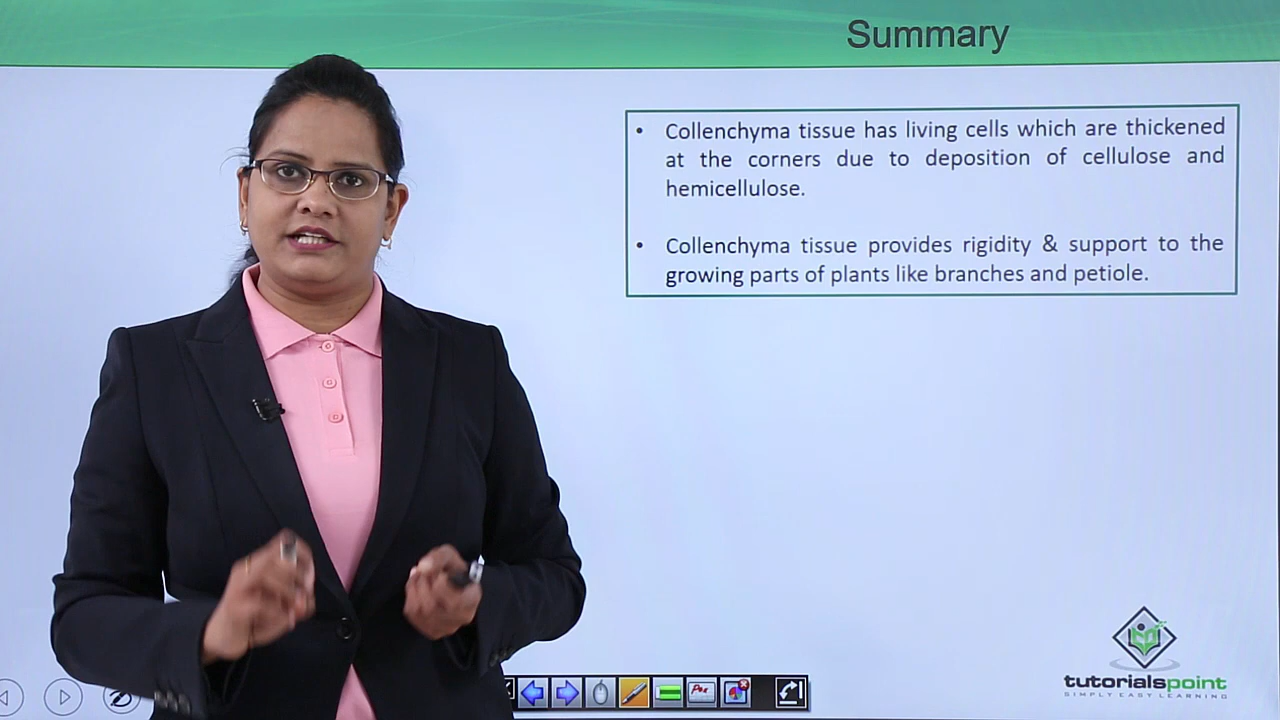 Summary
• Collenchyma tissue has living cells which are thickened
at the corners due to deposition of cellulose and
hemicellulose.
• Collenchyma tissue provides rigidity & support to the
growing parts of plants like branches and petiole.
tutorialspoint
SIMPLY EASY LEARNING